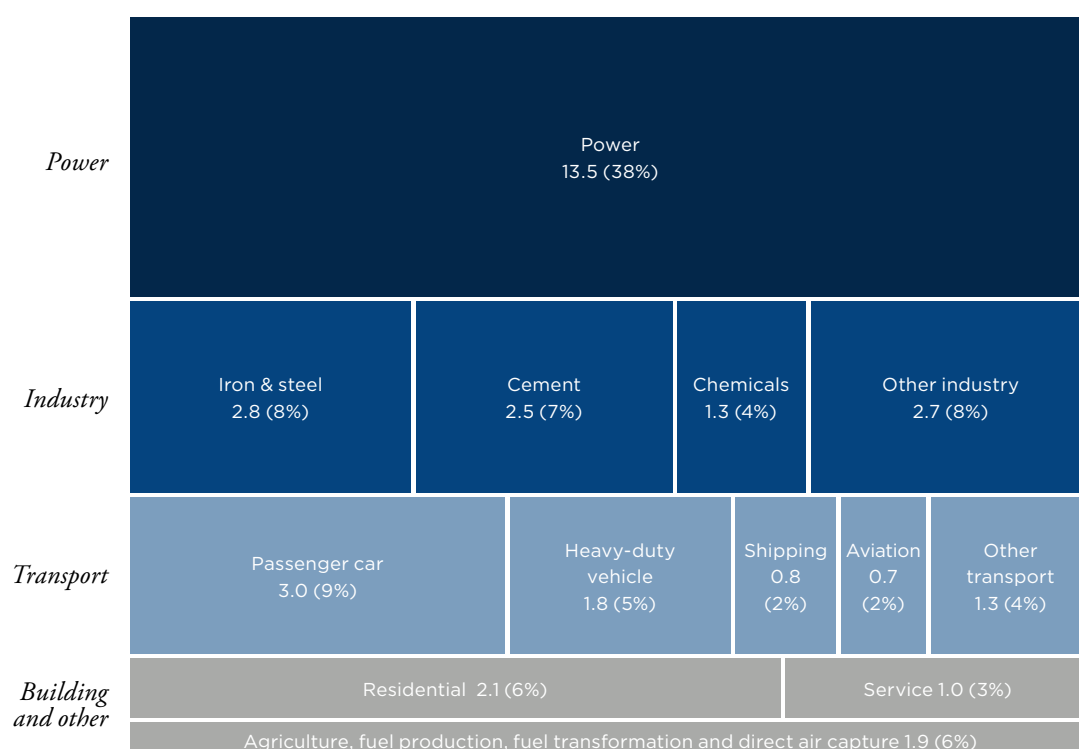 Power
Power
13.5 (38%)
Industry
Iron & steel
2.8 (8%)
Cement
2.5 (7%)
Chemicals
1.3 (4%)
Other industry
2.7 (8%)
Transport
Passenger car
3.0 (9%)
Heavy-duty
vehicle
1.8 (5%)
Shipping
0.8
(2%)
Aviation
0.7
(2%)
Other
transport
1.3 (4%)
Building
and other
Residential 2.1 (6%)
Service 1.0 (3%)
Agriculture, fuel production, fuel transformation and direct air capture 1.9 (6%)